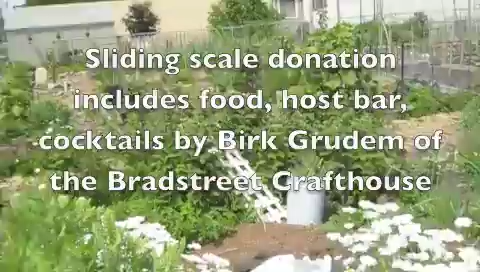 Sliding scale donation
includes food, host bar,
cocktails by Birk Grudem of
the Bradstreet Crafthouse